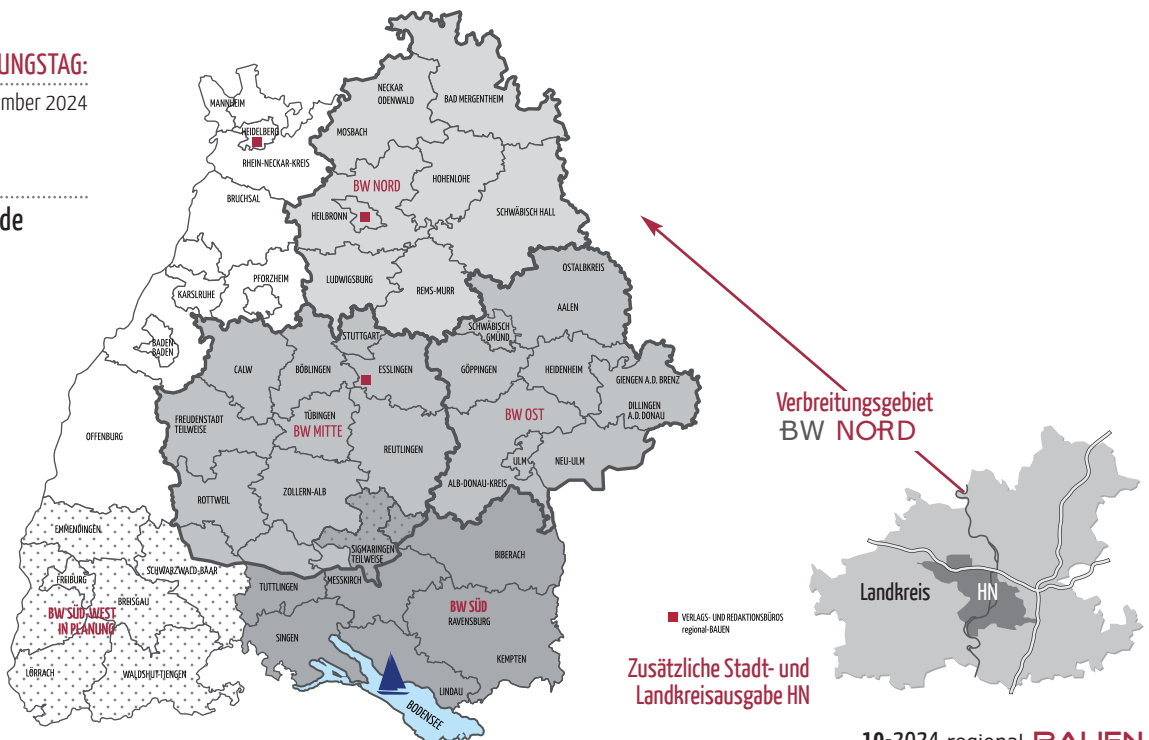 UNGSTAG:
mber 2024
de
NECKAR
ODENWALD
BAD MERGENTHEIM
MANNHEIM
HEIDELBERG
MOSBACH
RHEIN-NECKAR-KREIS
BW NORD
HOHENLOHE
BRUCHSAL
HEILBRONN
SCHWÄBISCH HALL
PFORZHEIM
LUDWIGSBURG
REMS-MURR
OSTALBKREIS
KARSLRUHE
AALEN
BADEN
BADEN
STUTTGART
SCHWÄBISCH
GMÜND
CALW
BÖBLINGEN
ESSLINGEN
GÖPPINGEN
HEIDENHEIM
GIENGEN A.D. BRENZ
DILLINGEN
A.D. DONAU
FREUDENSTADT
TEILWEISE
TÜBINGEN
BW MITTE
BW OST
OFFENBURG
REUTLINGEN
ULM
NEU-ULM
ALB-DONAU-KREIS
ROTTWEIL
ZOLLERN-ALB
EMMENDINGEN
SIGMARINGEN
TEILWEISE
BIBERACH
SCHWARZWALD-BAAR
FREIBURG
TUTTLINGEN
MESSKIRCH
BREISGAU
BW SÜD-WEST
IN PLANUNG
BW SÜD
RAVENSBURG
SINGEN
KEMPTEN
LÖRRACH
WALDSHUT-TJENGEN
LINDAU
BODENSEE
Verbreitungsgebiet
BW NORD
Landkreis
HN
VERLAGS- UND REDAKTIONSBÜROS
regional-BAUEN
Zusätzliche Stadt- und
Landkreisausgabe HN
10-2024 regional BAUEN